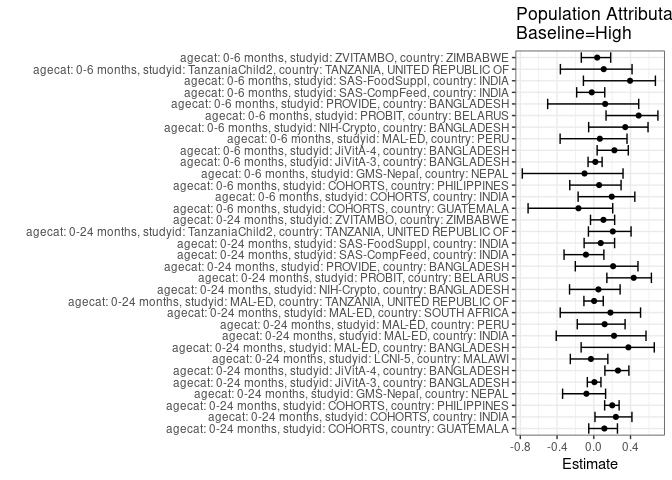 Population Attributa
Baseline=High
agecat: 0-6 months, studyid: ZVITAMBO, country: ZIMBABWE
agecat: 0-6 months, studyid: TanzaniaChild2, country: TANZANIA, UNITED REPUBLIC OF
agecat: 0-6 months, studyid: SAS-FoodSuppl, country: INDIA
agecat: 0-6 months, studyid: SAS-CompFeed, country: INDIA
agecat: 0-6 months, studyid: PROVIDE, country: BANGLADESH
agecat: 0-6 months, studyid: PROBIT, country: BELARUS
agecat: 0-6 months, studyid: NIH-Crypto, country: BANGLADESH
agecat: 0-6 months, studyid: MAL-ED, country: PERU
agecat: 0-6 months, studyid: JiVitA-4, country: BANGLADESH
agecat: 0-6 months, studyid: JiVitA-3, country: BANGLADESH
agecat: 0-6 months, studyid: GMS-Nepal, country: NEPAL
agecat: 0-6 months, studyid: COHORTS, country: PHILIPPINES
agecat: 0-6 months, studyid: COHORTS, country: INDIA
agecat: 0-6 months, studyid: COHORTS, country: GUATEMALA
agecat: 0-24 months, studyid: ZVITAMBO, country: ZIMBABWE
agecat: 0-24 months, studyid: TanzaniaChild2, country: TANZANIA, UNITED REPUBLIC OF
agecat: 0-24 months, studyid: SAS-FoodSuppl, country: INDIA
agecat: 0-24 months, studyid: SAS-CompFeed, country: INDIA
agecat: 0-24 months, studyid: PROVIDE, country: BANGLADESH
agecat: 0-24 months, studyid: PROBIT, country: BELARUS
agecat: 0-24 months, studyid: NIH-Crypto, country: BANGLADESH
agecat: 0-24 months, studyid: MAL-ED, country: TANZANIA, UNITED REPUBLIC OF
agecat: 0-24 months, studyid: MAL-ED, country: SOUTH AFRICA
agecat: 0-24 months, studyid: MAL-ED, country: PERU
agecat: 0-24 months, studyid: MAL-ED, country: INDIA
agecat: 0-24 months, studyid: MAL-ED, country: BANGLADESH
agecat: 0-24 months, studyid: LCNI-5, country: MALAWI
agecat: 0-24 months, studyid: JiVitA-4, country: BANGLADESH
agecat: 0-24 months, studyid: JiVitA-3, country: BANGLADESH
agecat: 0-24 months, studyid: GMS-Nepal, country: NEPAL
agecat: 0-24 months, studyid: COHORTS, country: PHILIPPINES
agecat: 0-24 months, studyid: COHORTS, country: INDIA
agecat: 0-24 months, studyid: COHORTS, country: GUATEMALA
-0.8 -0.4 0.0 0.4
Estimate